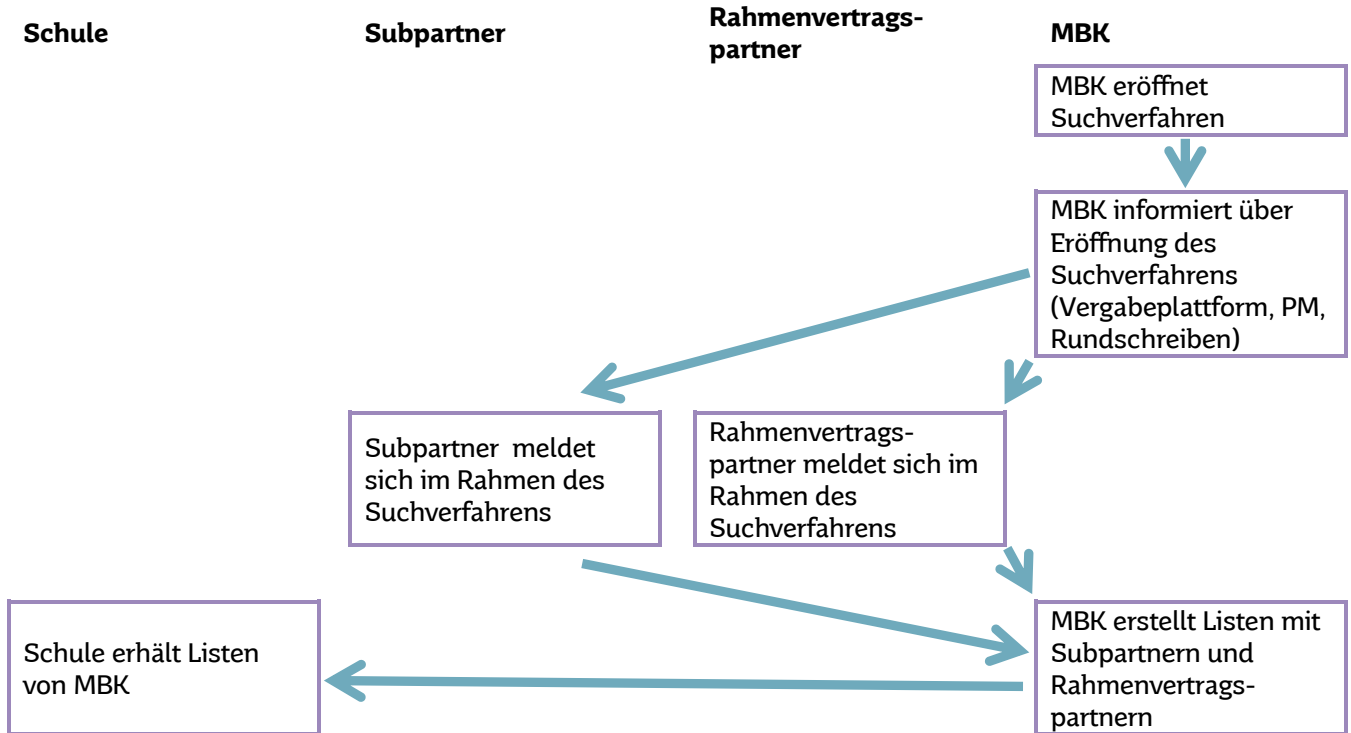 Schule
Subpartner
Rahmenvertrags-
partner
MBK
MBK eröffnet
Suchverfahren
MBK informiert über
Eröffnung des
Suchverfahrens
(Vergabeplattform, PM,
Rundschreiben)
Subpartner meldet
sich im Rahmen des
Suchverfahrens
Rahmenvertrags-
partner meldet sich im
Rahmen des
Suchverfahrens
Schule erhält Listen
von MBK
MBK erstellt Listen mit
Subpartnern und
Rahmenvertrags-
partnern